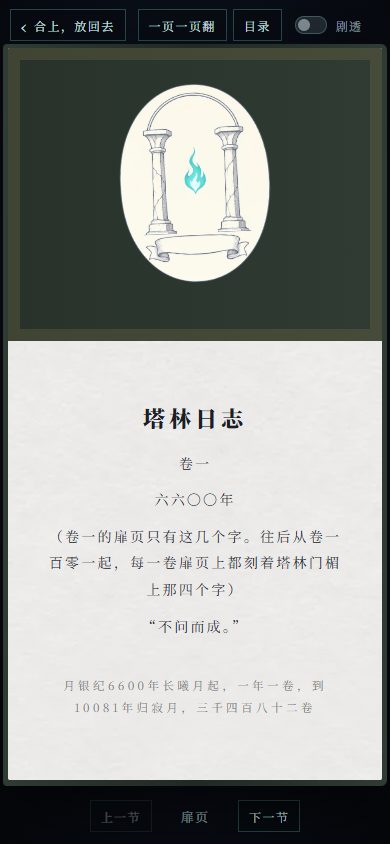 ‹ 合上，放回去
一页一页翻
目录
剧透
塔林日志
卷一
六六〇〇年
（卷一的扉页只有这几个字。往后从卷一
百零一起，每一卷扉页上都刻着塔林门楣
上那四个字）
“不问而成。”
月银纪6600年长曦月起，一年一卷，到
10081年归寂月，三千四百八十二卷
上一节
扉页
下一节